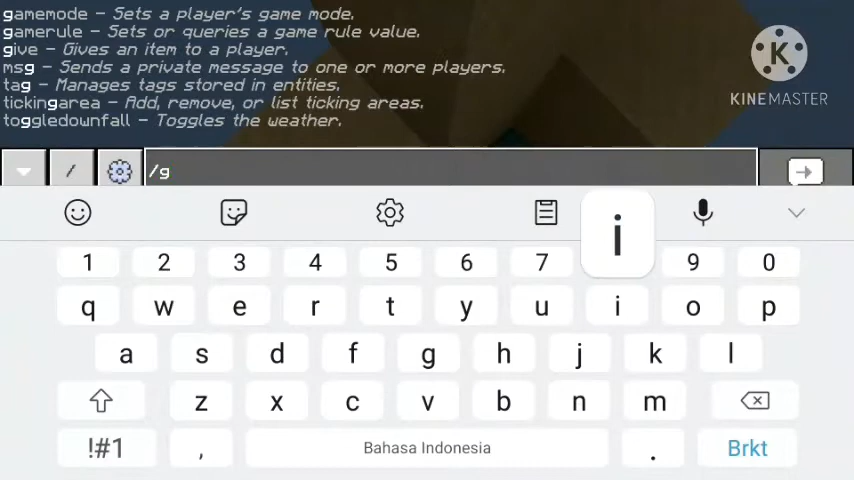 gamemode – Sets a player's game mode.
gamerule – Sets or queries a game rule value.
give – Gives an item to a player.
msg – Sends a private message to one or more players.
tag – Manages tags stored in entities.
tickingarea – Add, remove, or list ticking areas.
toggledownfall – Toggles the weather.
K
KINEMASTER
/ /g
i
1 2 3 4 5 6 7 9 0
q w e r t y u i o p
a s d f g h j k l
z x c v b n m
!#1 , Bahasa Indonesia . Brkt